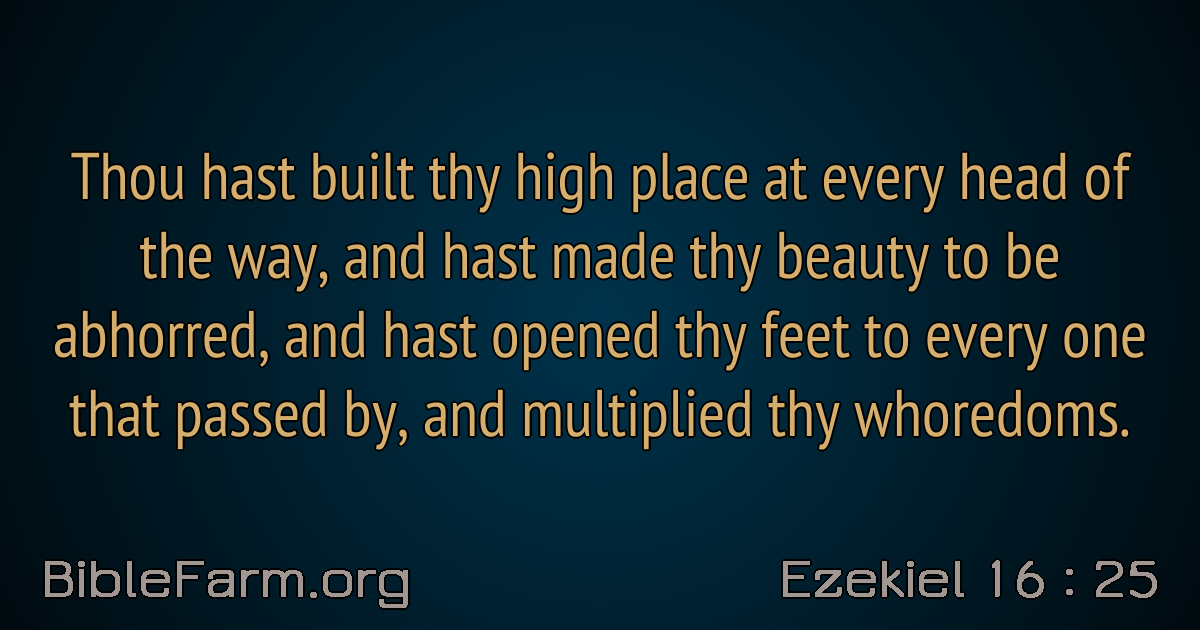 Thou hast built thy high place at every head of
the way, and hast made thy beauty to be
abhorred, and hast opened thy feet to every one
that passed by, and multiplied thy whoredoms.
BibleFarm.org
Ezekiel 16 : 25